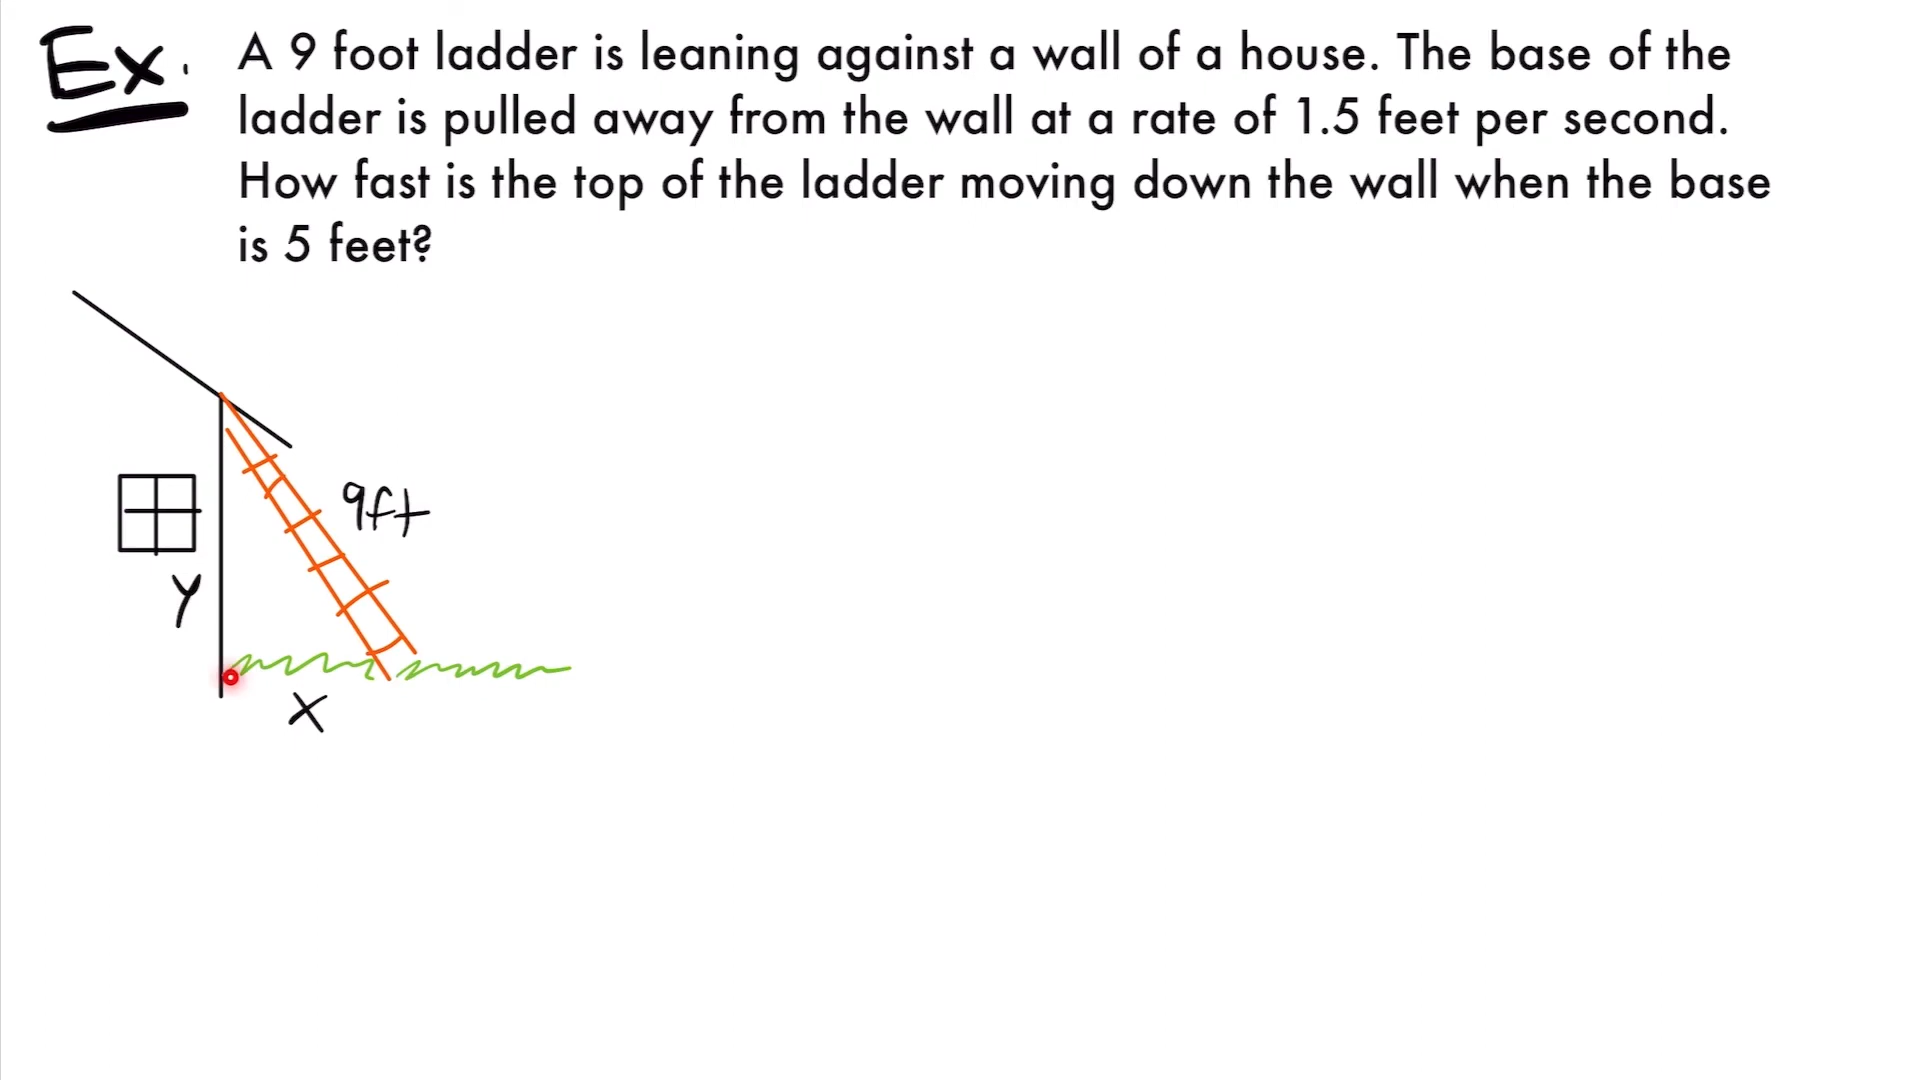 Ex.
A 9 foot ladder is leaning against a wall of a house. The base of the
ladder is pulled away from the wall at a rate of 1.5 feet per second.
How fast is the top of the ladder moving down the wall when the base
is 5 feet?
9ft
y
x